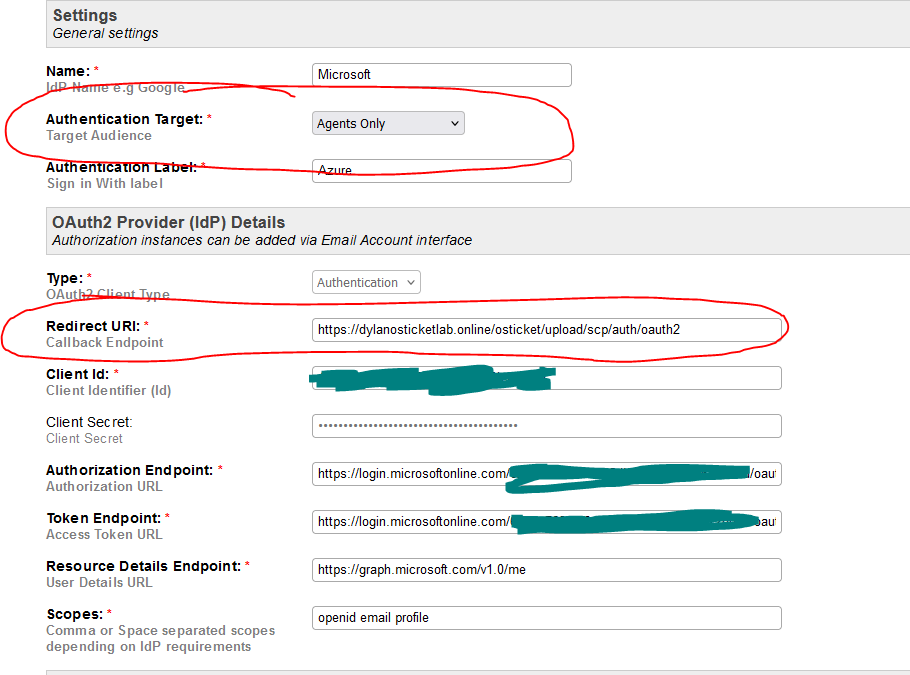 Settings
General settings
Name: *
IdP Name e.g Google
Microsoft
Authentication Target: *
Target Audience
Agents Only
Authentication Label: *
Sign in With label
Azure
OAuth2 Provider (IdP) Details
Authorization instances can be added via Email Account interface
Type: *
OAuth2 Client Type
Authentication
Redirect URI: *
Callback Endpoint
https://dylanosticketlab.online/osticket/upload/scp/auth/oauth2
Client Id: *
Client Identifier (Id)
Client Secret:
Client Secret
••••••••••••••••••••••••••••••••••••••••
Authorization Endpoint: *
Authorization URL
https://login.microsoftonline.com/ /oaut
Token Endpoint: *
Access Token URL
https://login.microsoftonline.com/ oaut
Resource Details Endpoint: *
User Details URL
https://graph.microsoft.com/v1.0/me
Scopes: *
Comma or Space separated scopes
depending on IdP requirements
openid email profile